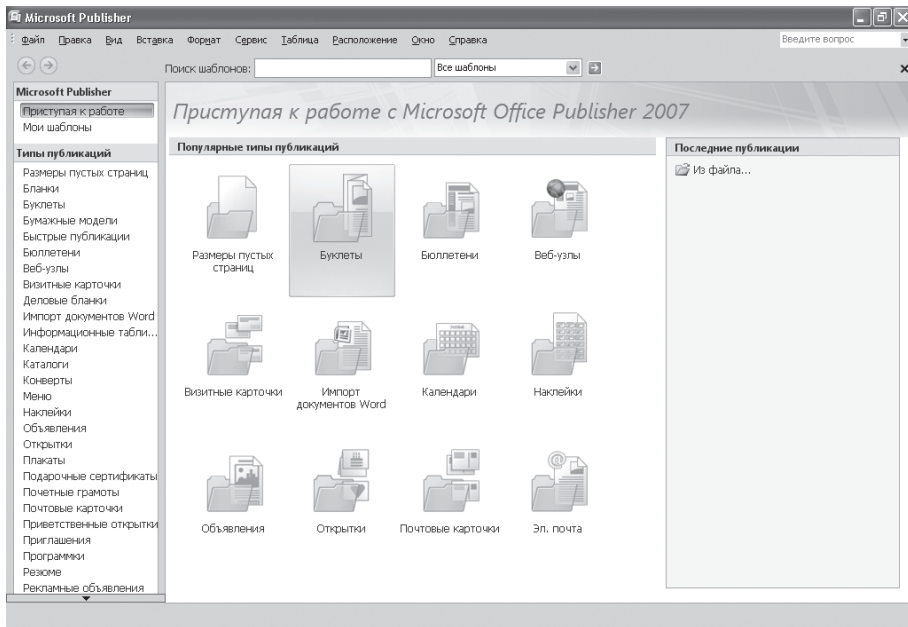 Microsoft Publisher
Файл Правка Вид Вставка Формат Сервис Таблица Расположение Окно Справка
Введите вопрос
Поиск шаблонов:
Все шаблоны
Microsoft Publisher
Приступая к работе
Мои шаблоны
Типы публикаций
Размеры пустых страниц
Бланки
Буклеты
Бумажные модели
Быстрые публикации
Бюллетени
Веб-узлы
Визитные карточки
Деловые бланки
Импорт документов Word
Информационные табли...
Календари
Каталоги
Конверты
Меню
Наклейки
Объявления
Открытки
Плакаты
Подарочные сертификаты
Почетные грамоты
Почтовые карточки
Приветственные открытки
Приглашения
Программки
Резюме
Рекламные объявления
Приступая к работе с Microsoft Office Publisher 2007
Популярные типы публикаций
Размеры пустых
страниц
Буклеты
Бюллетени
Веб-узлы
Визитные карточки
Импорт
документов Word
Календари
Наклейки
Объявления
Открытки
Почтовые карточки
Эл. почта
Последние публикации
Из файла...